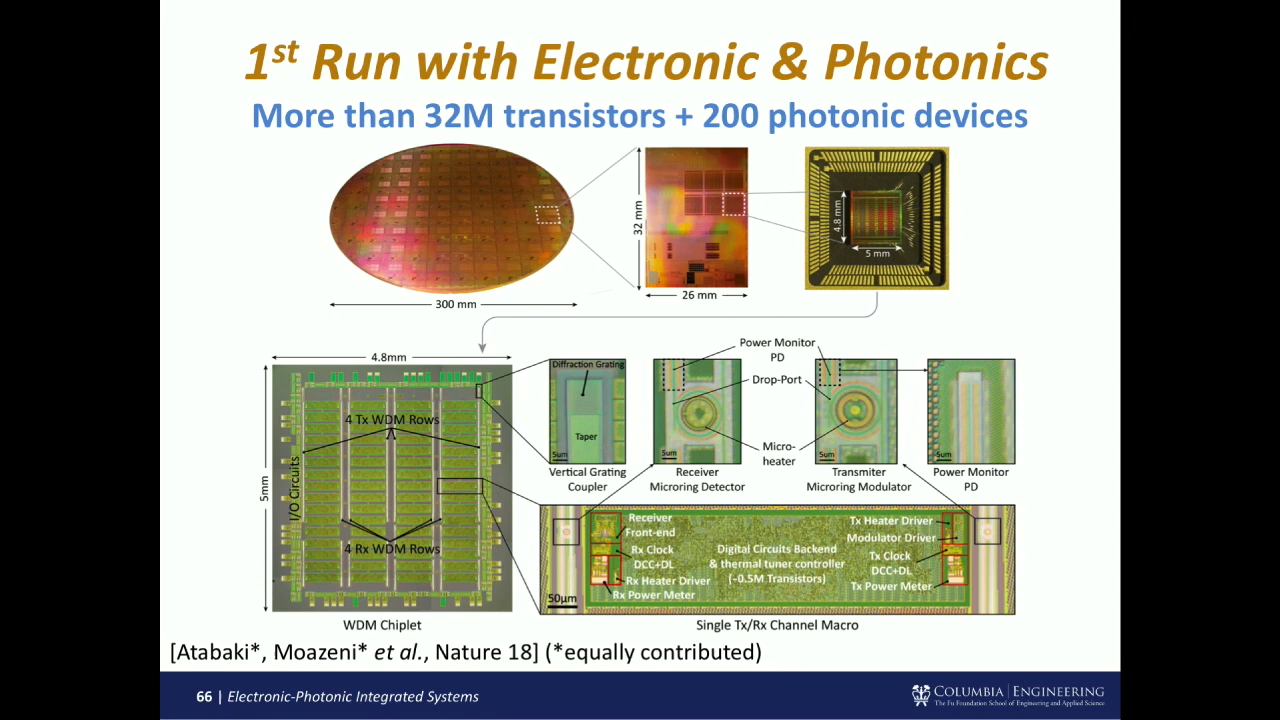 1st Run with Electronic & Photonics
More than 32M transistors + 200 photonic devices
300 mm
32 mm
26 mm
4.8 mm
5 mm
4.8mm
5mm
I/O Circuits
4 Tx WDM Rows
4 Rx WDM Rows
WDM Chiplet
Diffraction Grating
Taper
5um
Vertical Grating
Coupler
Power Monitor
PD
Drop-Port
Micro-
heater
5um
Receiver
Microring Detector
5um
Transmiter
Microring Modulator
5um
Power Monitor
PD
Receiver
Front-end
Rx Clock
DCC+DL
Rx Heater Driver
Rx Power Meter
Digital Circuits Backend
& thermal tuner controller
(~0.5M Transistors)
Tx Heater Driver
Modulator Driver
Tx Clock
DCC+DL
Tx Power Meter
50µm
Single Tx/Rx Channel Macro
[Atabaki*, Moazeni* et al., Nature 18] (*equally contributed)
66 | Electronic-Photonic Integrated Systems
COLUMBIA | ENGINEERING
The Fu Foundation School of Engineering and Applied Science